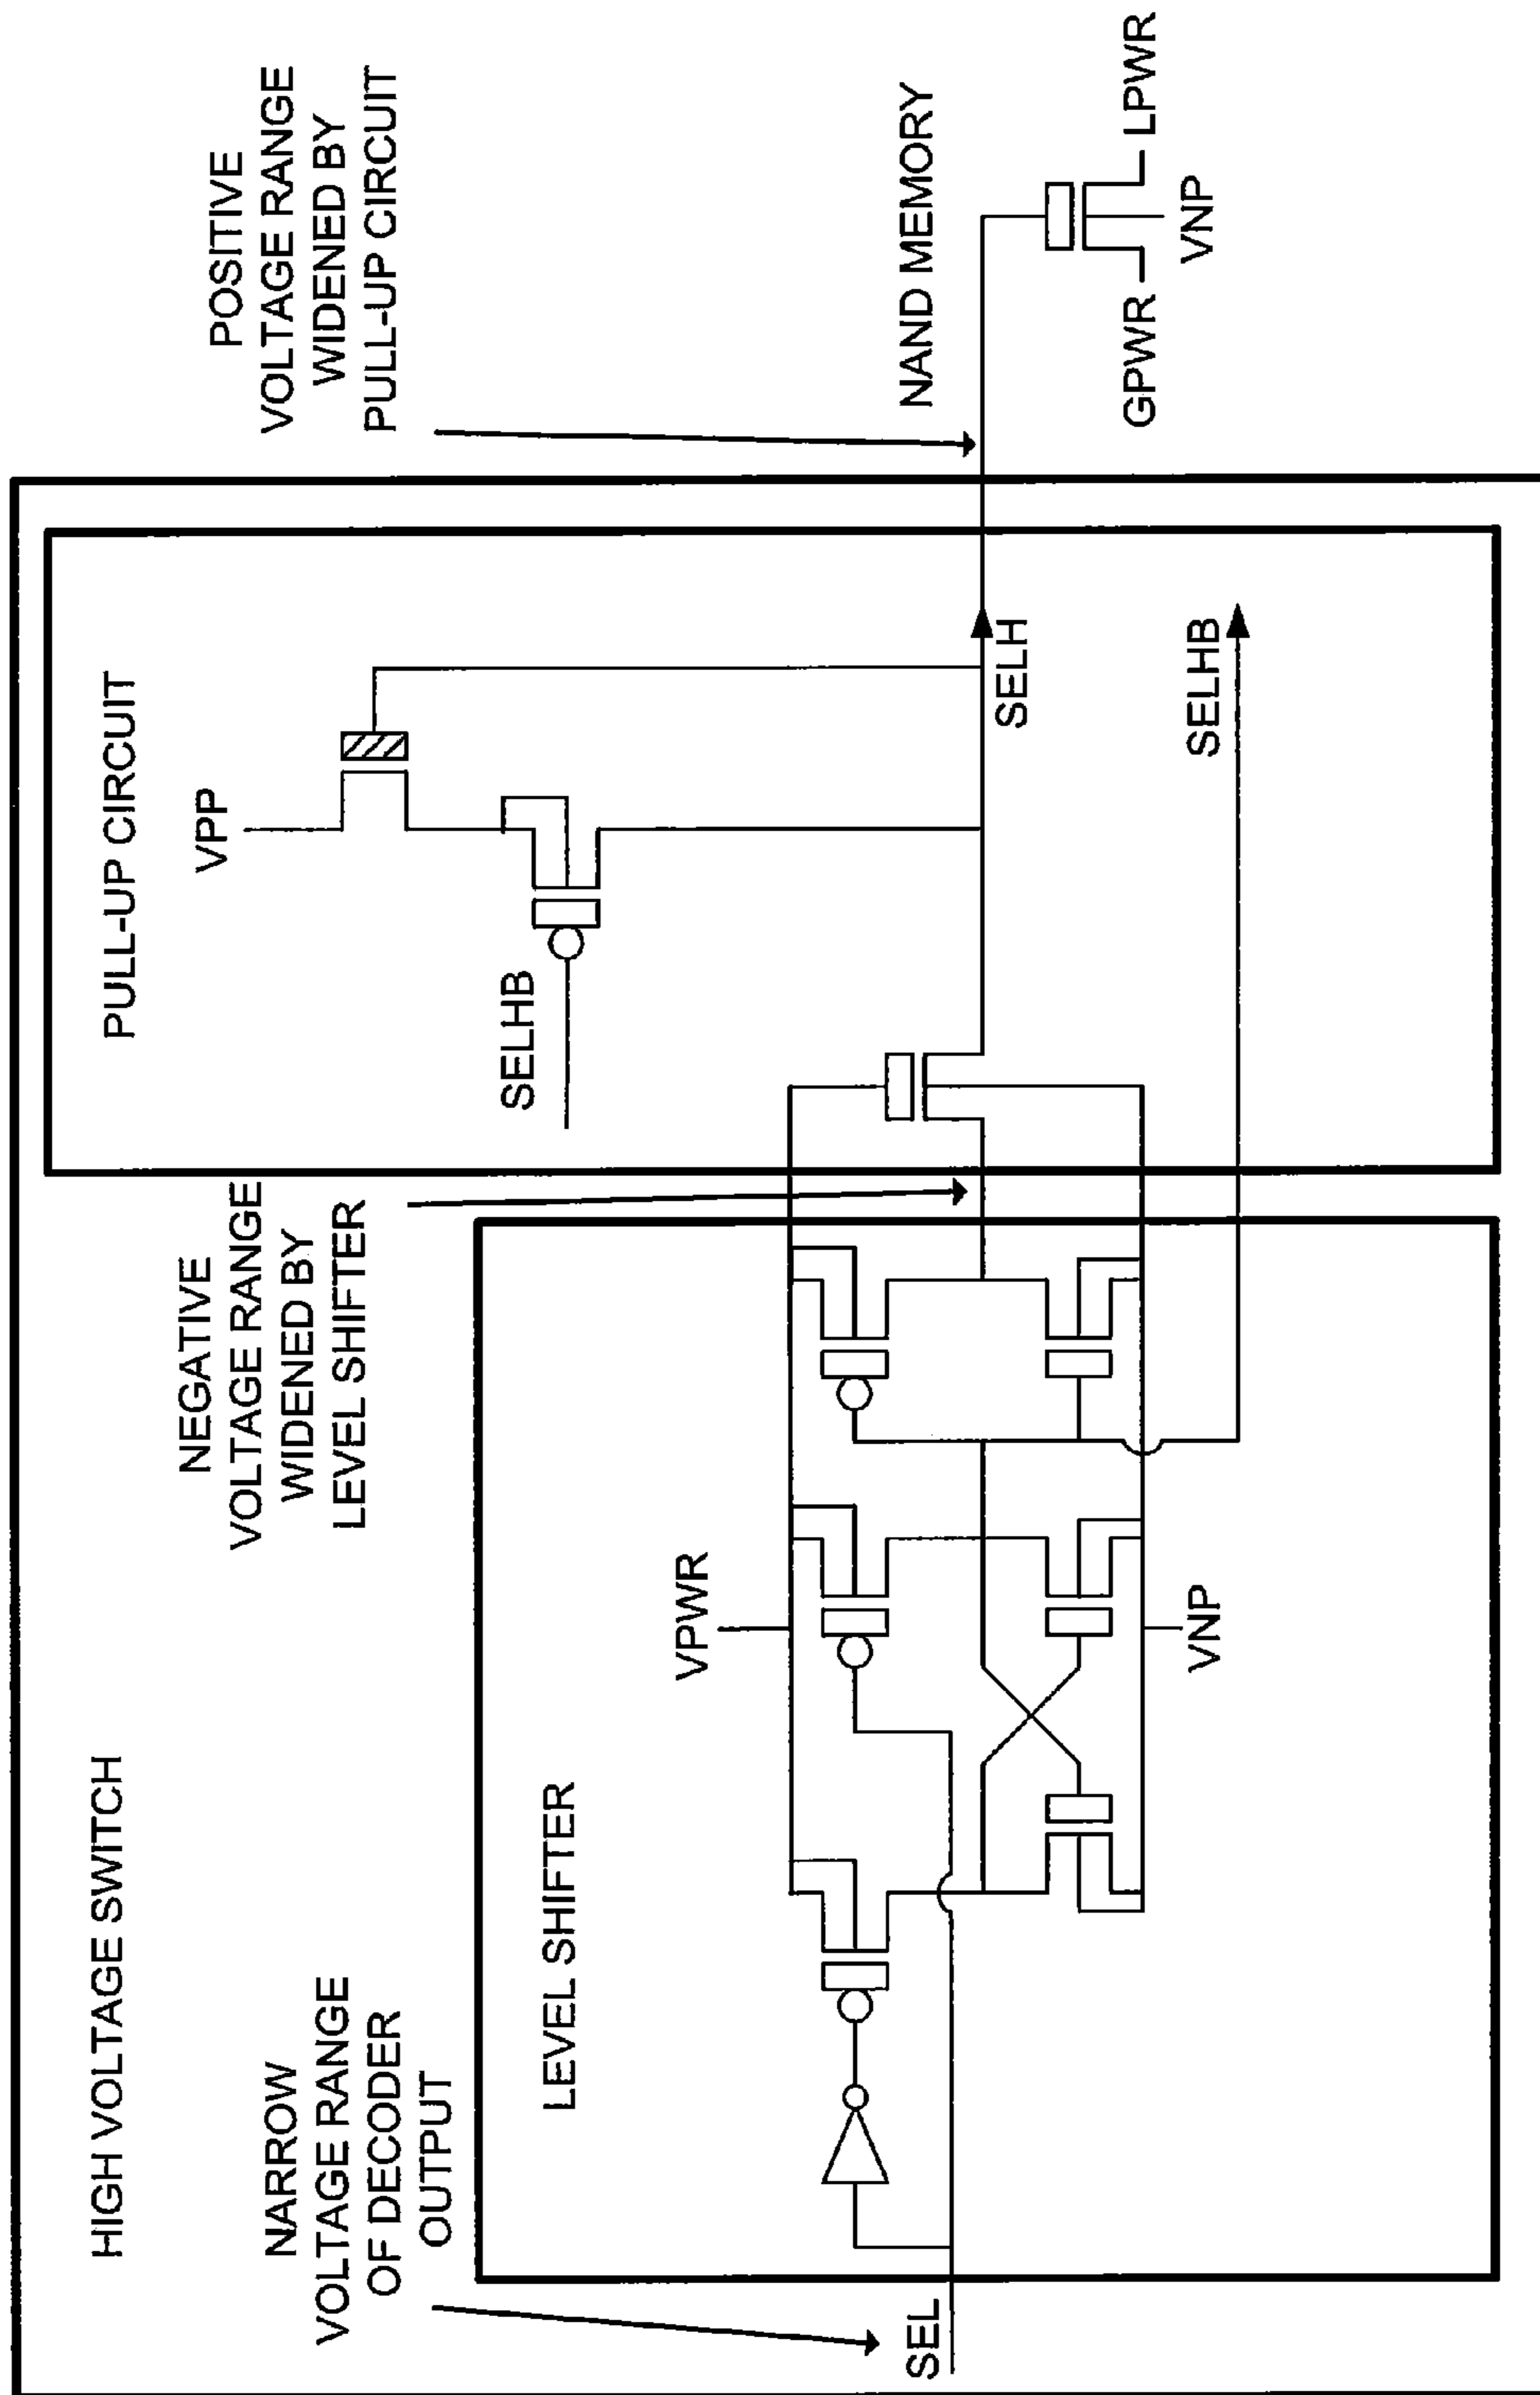 HIGH VOLTAGE SWITCH
NARROW
VOLTAGE RANGE
OF DECODER
OUTPUT
SEL
LEVEL SHIFTER
VPWR
VNP
NEGATIVE
VOLTAGE RANGE
WIDENED BY
LEVEL SHIFTER
PULL-UP CIRCUIT
VPP
SELHB
SELH
SELHB
POSITIVE
VOLTAGE RANGE
WIDENED BY
PULL-UP CIRCUIT
NAND MEMORY
GPWR
LPWR
VNP